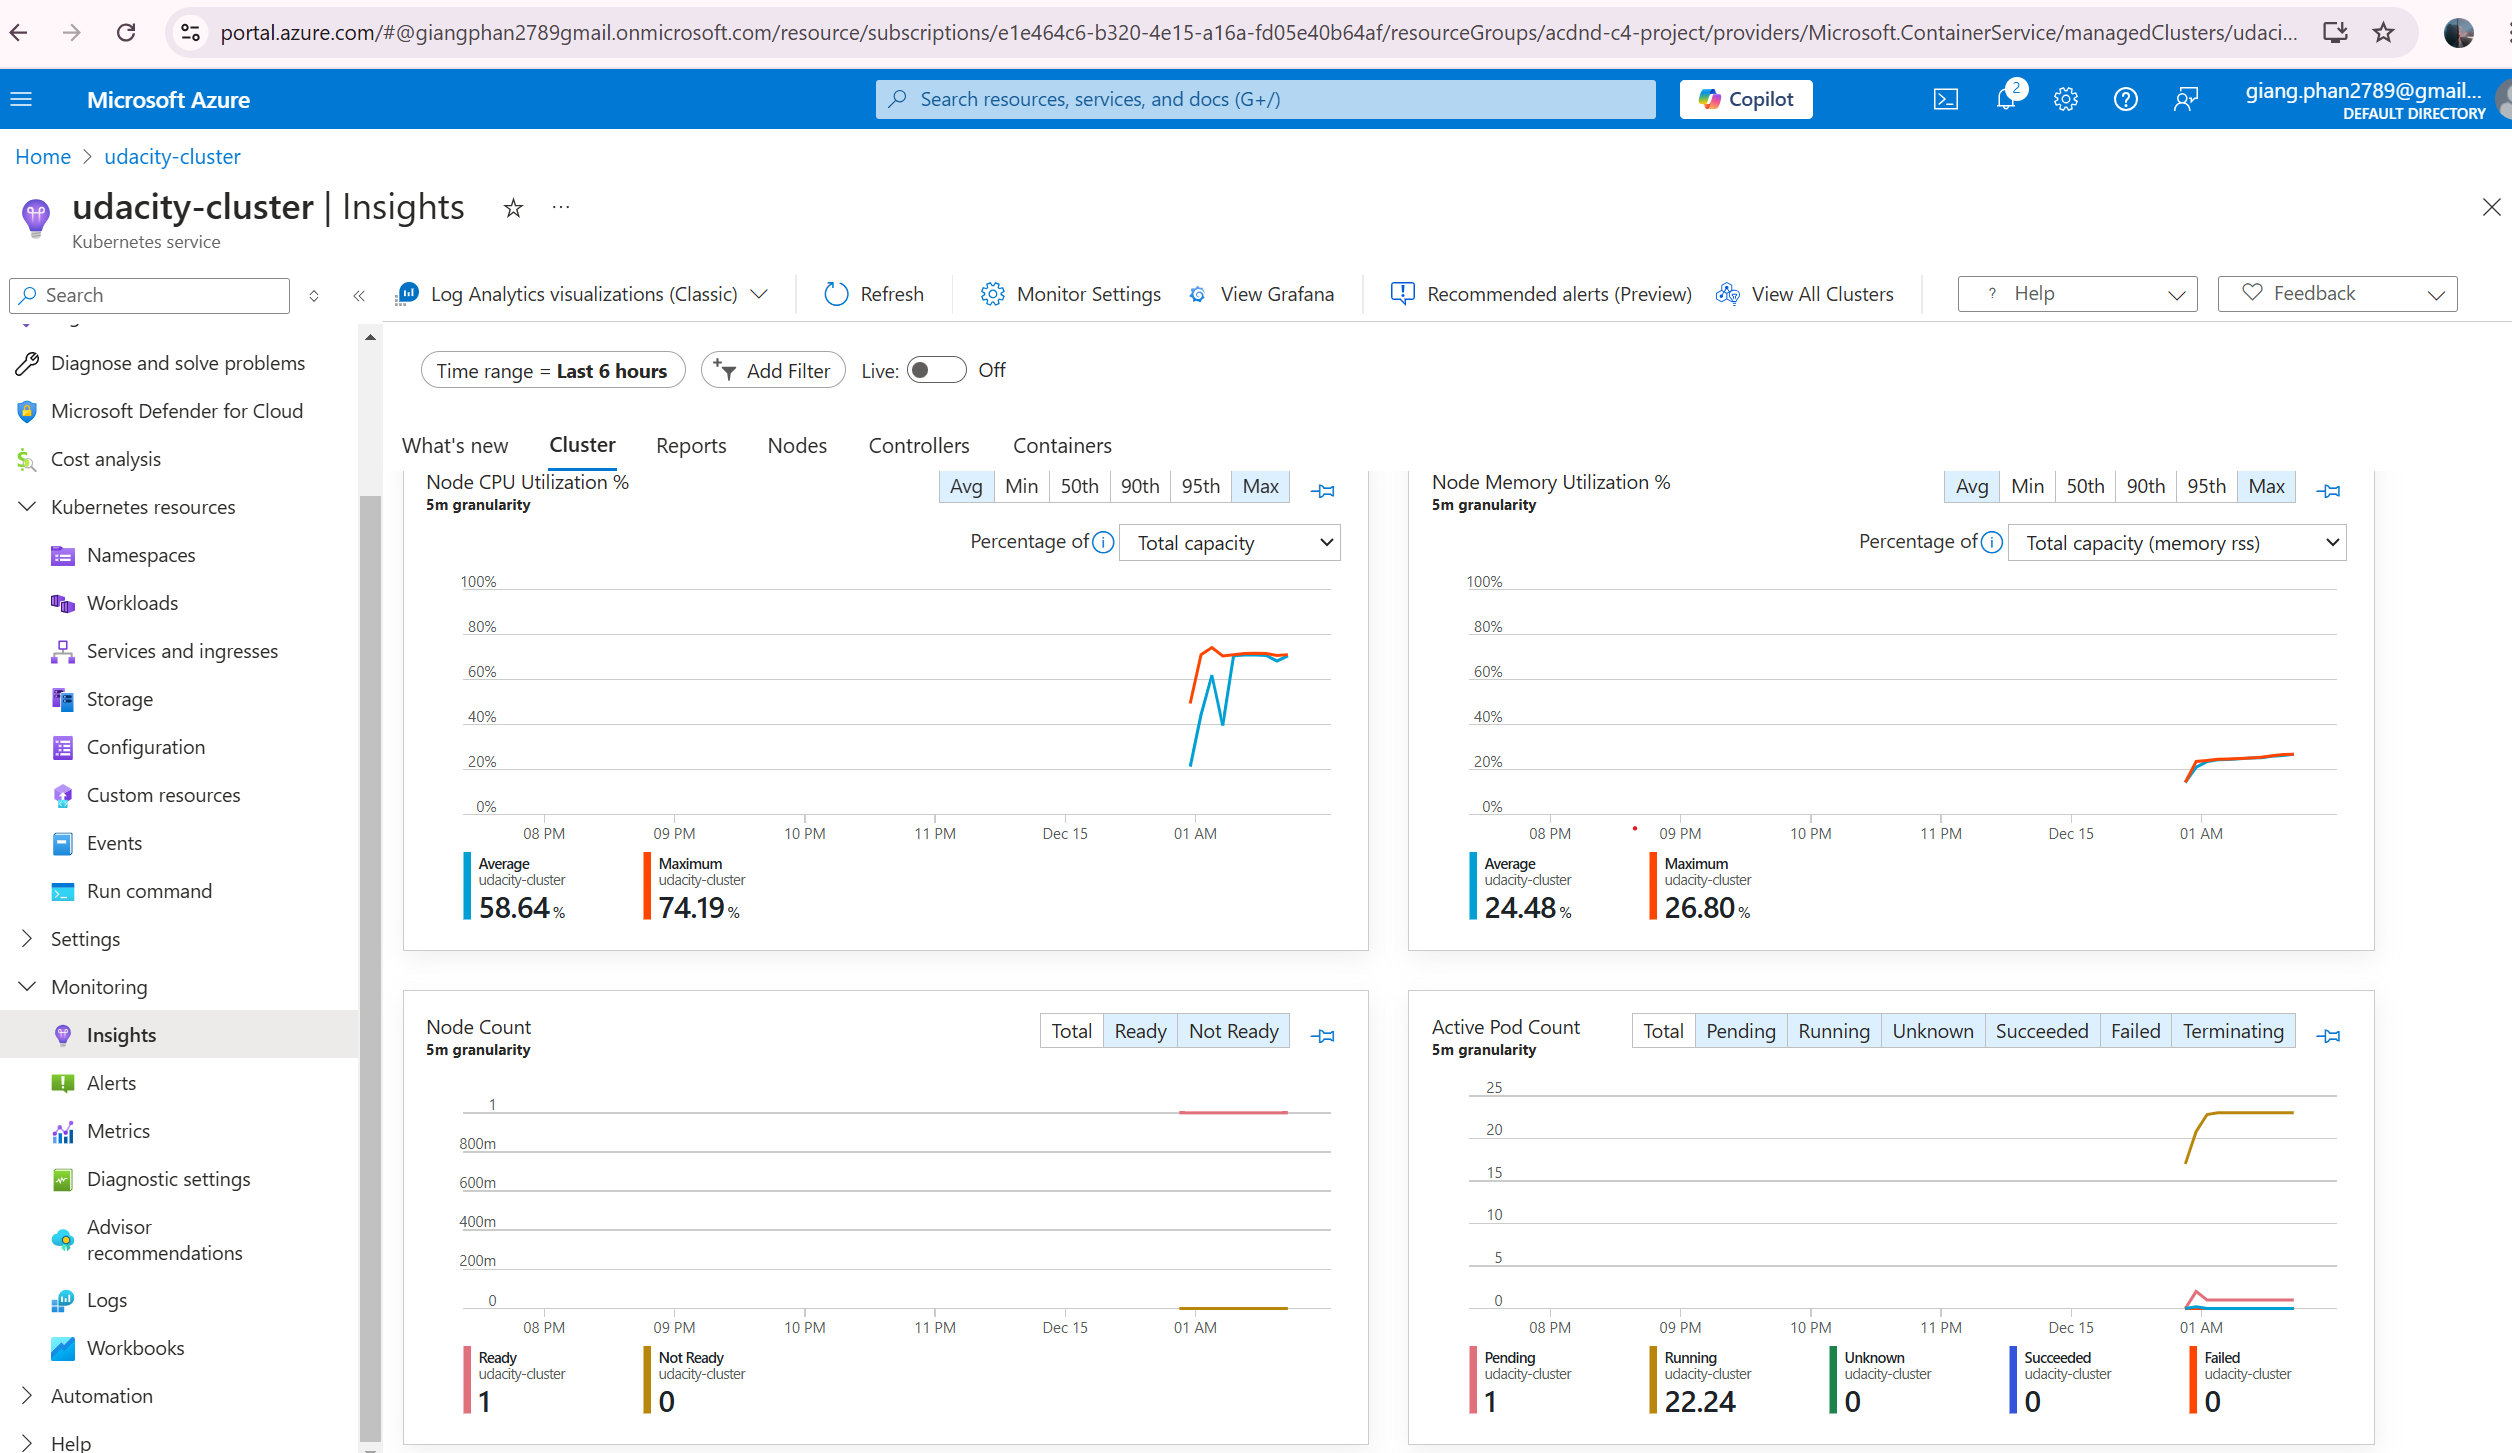 portal.azure.com/#@giangphan2789gmail.onmicrosoft.com/resource/subscriptions/e1e464c6-b320-4e15-a16a-fd05e40b64af/resourceGroups/acdnd-c4-project/providers/Microsoft.ContainerService/managedClusters/udaci...
Microsoft Azure
Search resources, services, and docs (G+/)
Copilot
2
giang.phan2789@gmail...
DEFAULT DIRECTORY
Home > udacity-cluster
udacity-cluster | Insights
Kubernetes service
Search
Log Analytics visualizations (Classic)
Refresh
Monitor Settings
View Grafana
Recommended alerts (Preview)
View All Clusters
? Help
Feedback
Diagnose and solve problems
Microsoft Defender for Cloud
Cost analysis
Kubernetes resources
Namespaces
Workloads
Services and ingresses
Storage
Configuration
Custom resources
Events
Run command
Settings
Monitoring
Insights
Alerts
Metrics
Diagnostic settings
Advisor
recommendations
Logs
Workbooks
Automation
Help
Time range = Last 6 hours
Add Filter
Live: Off
What's new Cluster Reports Nodes Controllers Containers
Node CPU Utilization %
5m granularity
Avg Min 50th 90th 95th Max
Percentage of Total capacity
100%
80%
60%
40%
20%
0%
08 PM 09 PM 10 PM 11 PM Dec 15 01 AM
Average
udacity-cluster
58.64 %
Maximum
udacity-cluster
74.19 %
Node Memory Utilization %
5m granularity
Avg Min 50th 90th 95th Max
Percentage of Total capacity (memory rss)
100%
80%
60%
40%
20%
0%
08 PM 09 PM 10 PM 11 PM Dec 15 01 AM
Average
udacity-cluster
24.48 %
Maximum
udacity-cluster
26.80 %
Node Count
5m granularity
Total Ready Not Ready
1
800m
600m
400m
200m
0
08 PM 09 PM 10 PM 11 PM Dec 15 01 AM
Ready
udacity-cluster
1
Not Ready
udacity-cluster
0
Active Pod Count
5m granularity
Total Pending Running Unknown Succeeded Failed Terminating
25
20
15
10
5
0
08 PM 09 PM 10 PM 11 PM Dec 15 01 AM
Pending
udacity-cluster
1
Running
udacity-cluster
22.24
Unknown
udacity-cluster
0
Succeeded
udacity-cluster
0
Failed
udacity-cluster
0